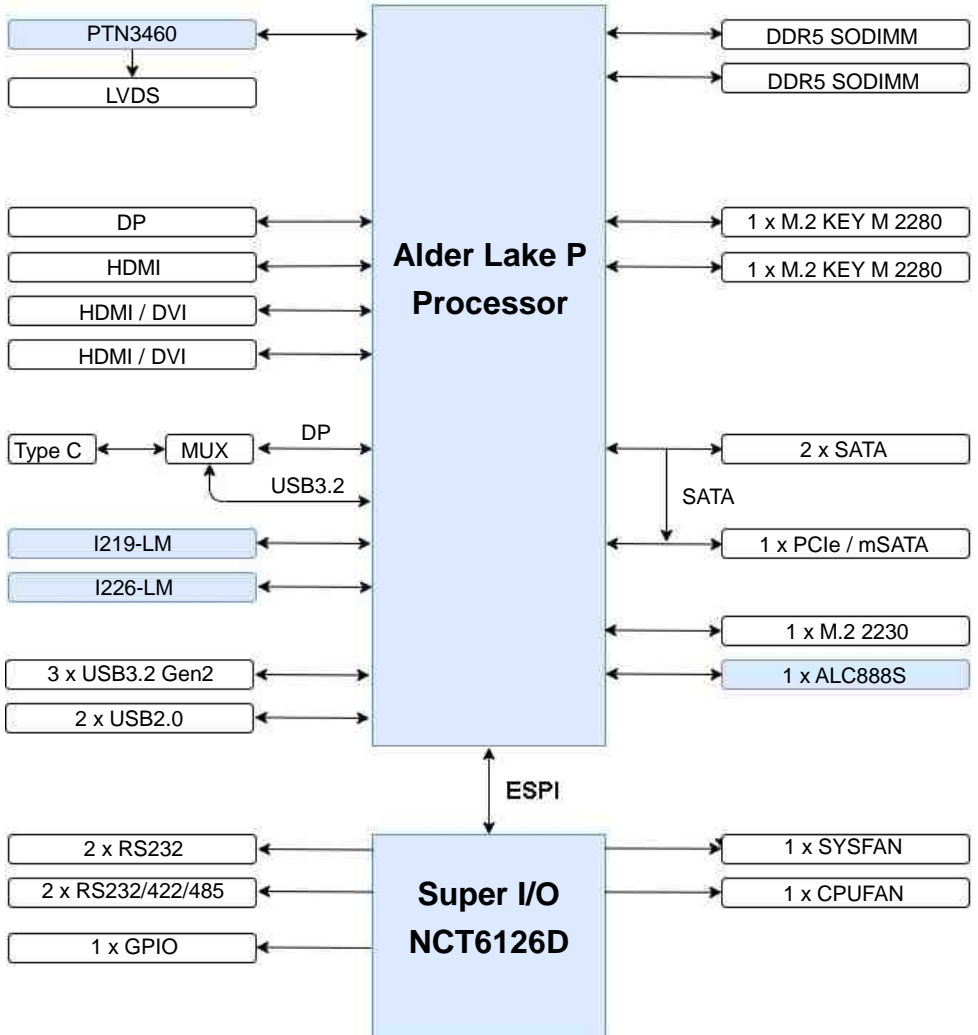 PTN3460
LVDS
DP
HDMI
HDMI / DVI
HDMI / DVI
Type C
MUX
DP
USB3.2
I219-LM
I226-LM
3 x USB3.2 Gen2
2 x USB2.0
Alder Lake P
Processor
DDR5 SODIMM
DDR5 SODIMM
1 x M.2 KEY M 2280
1 x M.2 KEY M 2280
2 x SATA
SATA
1 x PCIe / mSATA
1 x M.2 2230
1 x ALC888S
ESPI
2 x RS232
2 x RS232/422/485
1 x GPIO
Super I/O
NCT6126D
1 x SYSFAN
1 x CPUFAN